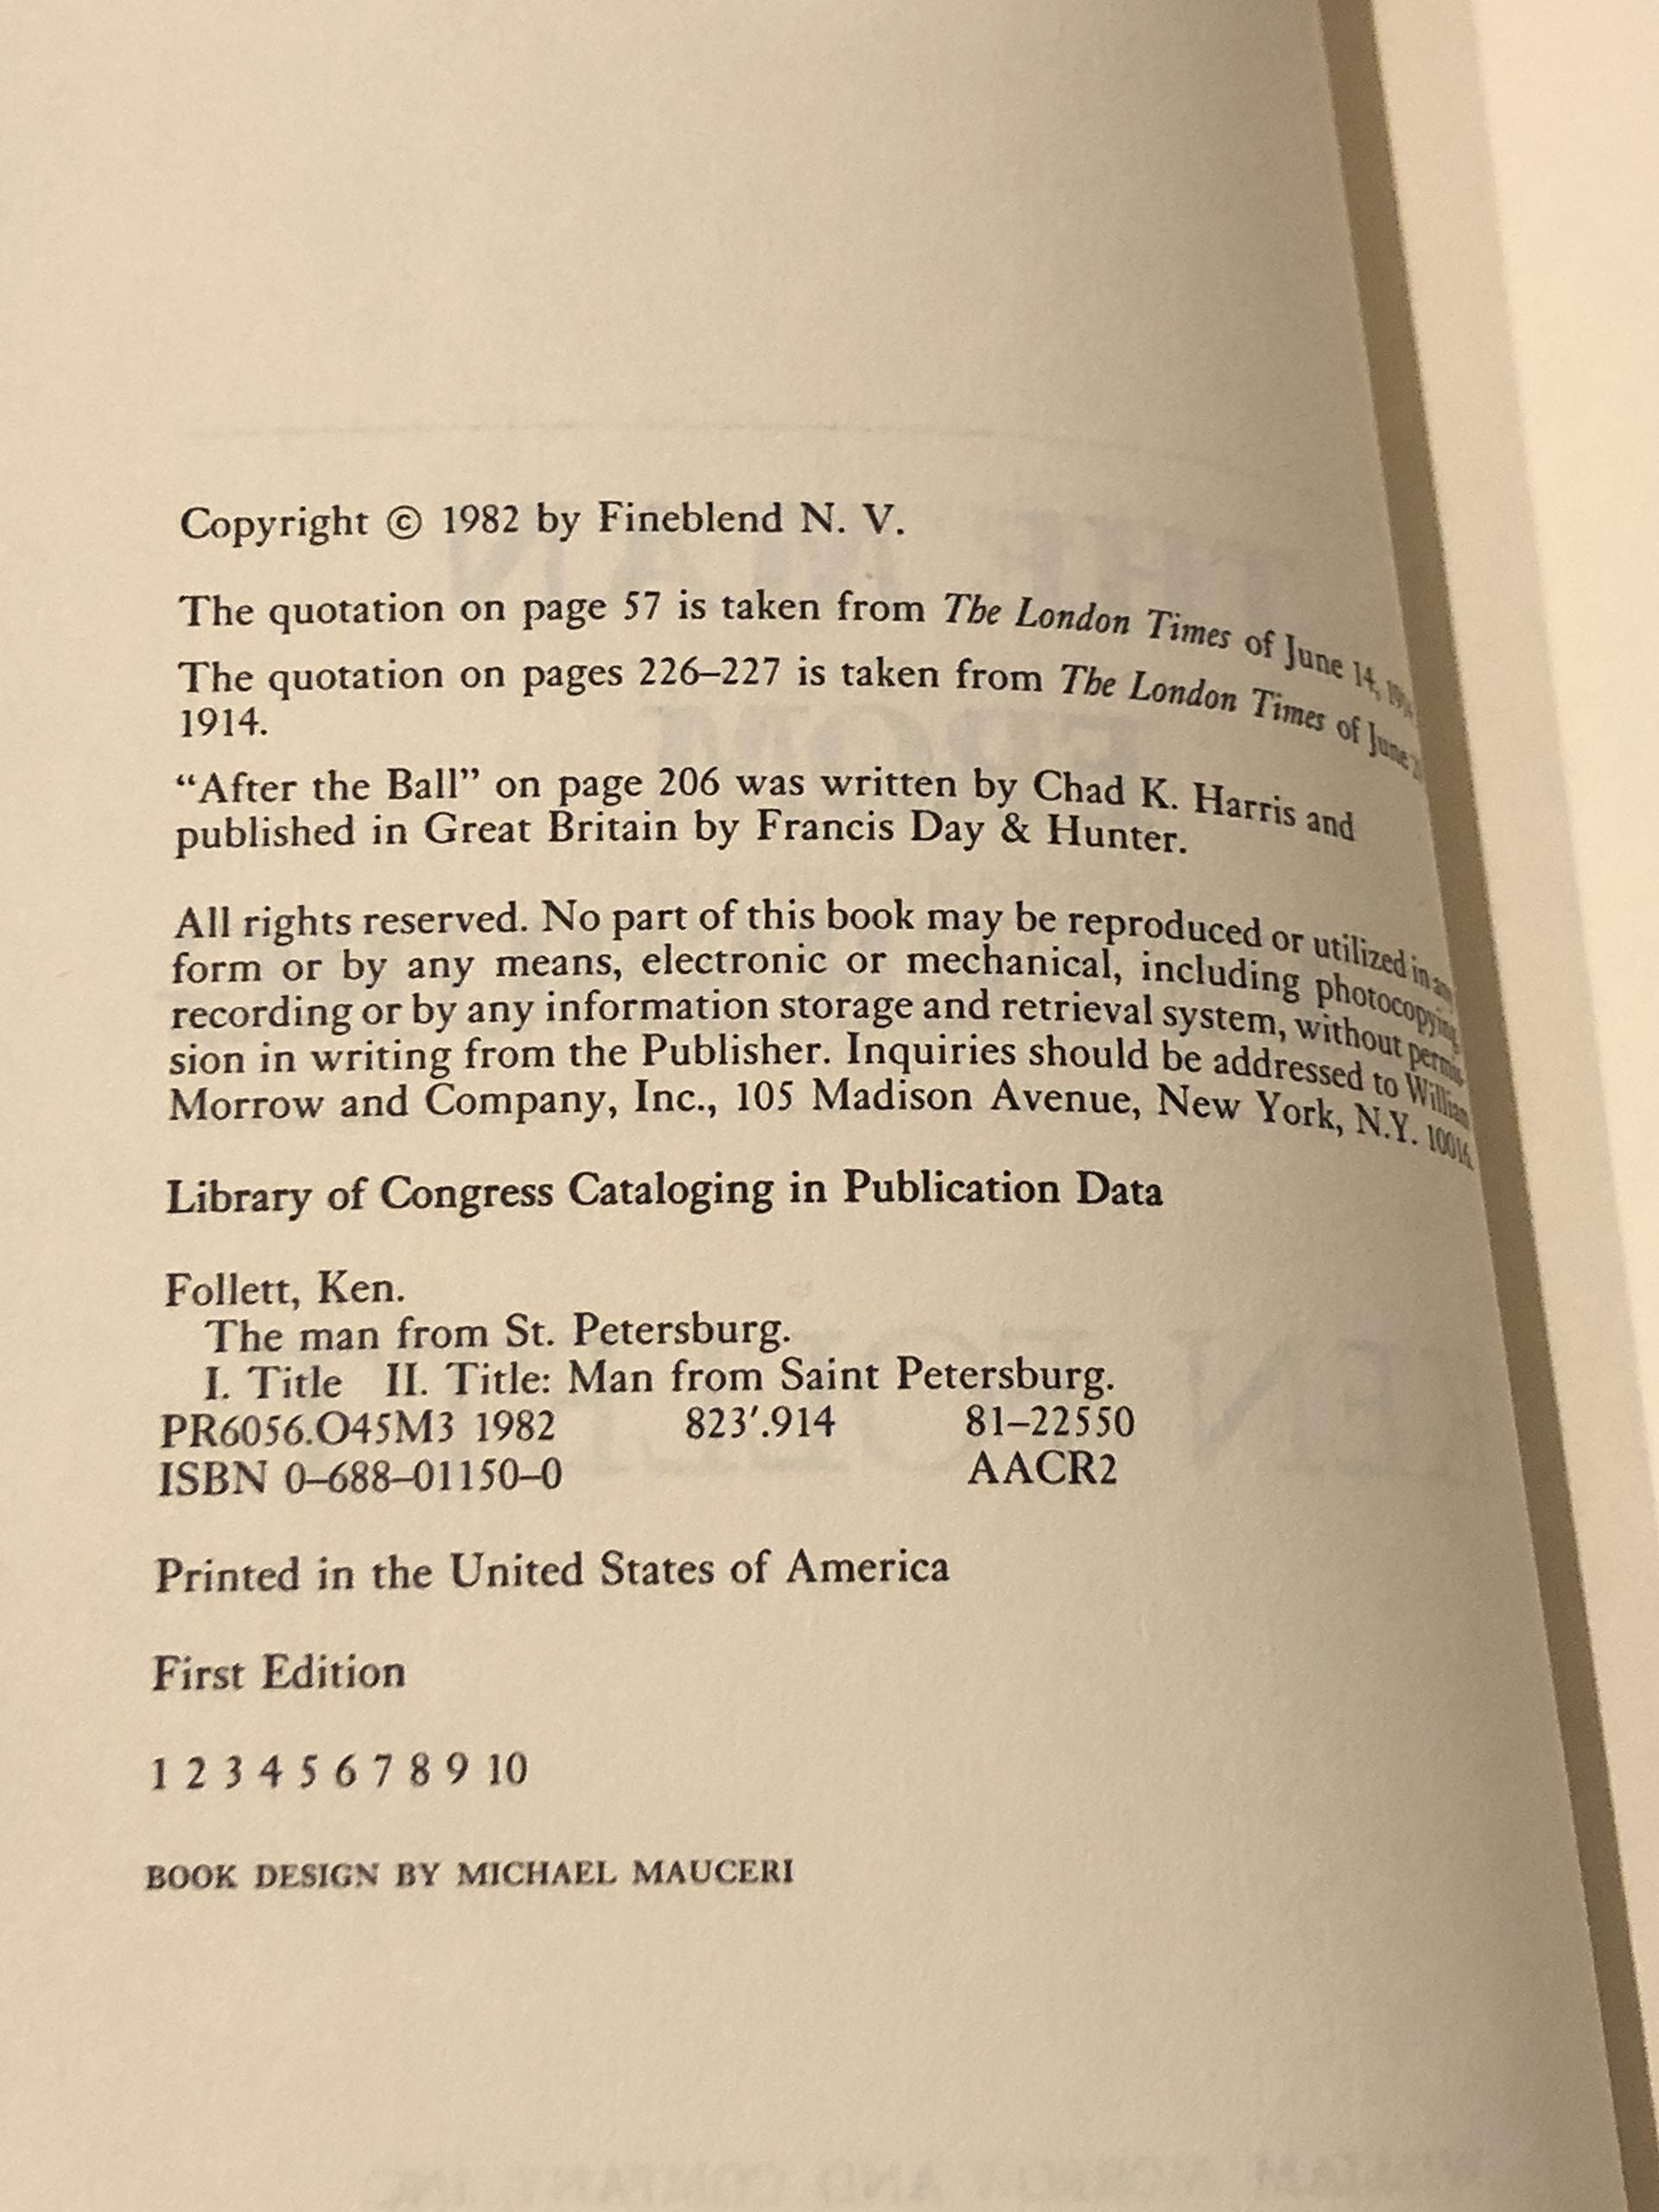 Copyright © 1982 by Fineblend N. V.
The quotation on page 57 is taken from The London Times of June 14,
The quotation on pages 226–227 is taken from The London Times of June
1914.
“After the Ball” on page 206 was written by Chad K. Harris and
published in Great Britain by Francis Day & Hunter.
All rights reserved. No part of this book may be reproduced or utilized in any
form or by any means, electronic or mechanical, including photocopying,
recording or by any information storage and retrieval system, without permis-
sion in writing from the Publisher. Inquiries should be addressed to William
Morrow and Company, Inc., 105 Madison Avenue, New York, N.Y. 10016.
Library of Congress Cataloging in Publication Data
Follett, Ken.
The man from St. Petersburg.
I. Title II. Title: Man from Saint Petersburg.
PR6056.O45M3 1982 823′.914 81–22550
ISBN 0–688–01150–0 AACR2
Printed in the United States of America
First Edition
1 2 3 4 5 6 7 8 9 10
BOOK DESIGN BY MICHAEL MAUCERI